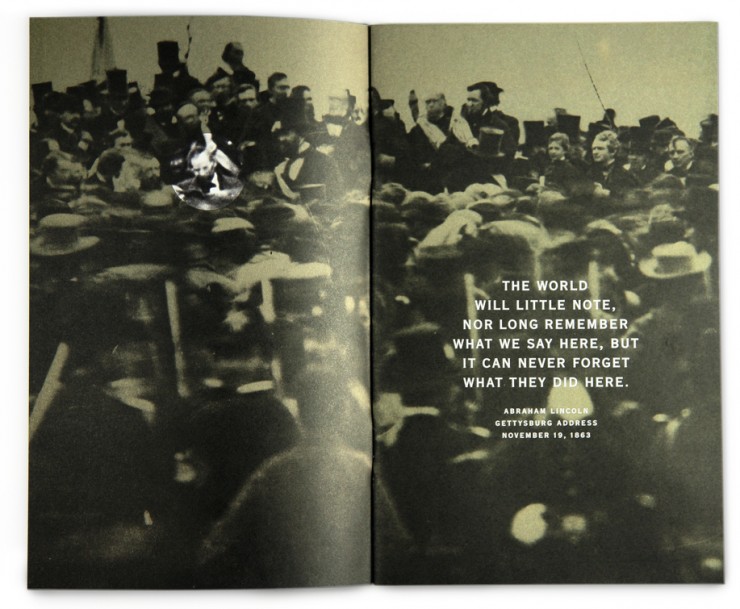 THE WORLD
WILL LITTLE NOTE,
NOR LONG REMEMBER
WHAT WE SAY HERE, BUT
IT CAN NEVER FORGET
WHAT THEY DID HERE.
ABRAHAM LINCOLN
GETTYSBURG ADDRESS
NOVEMBER 19, 1863